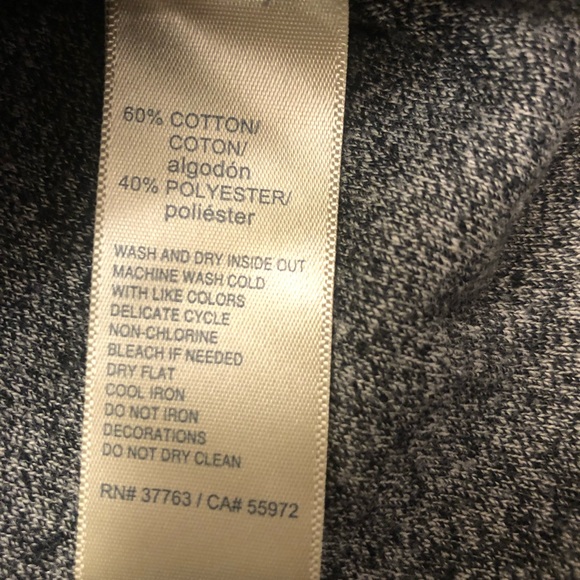 60% COTTON/
COTON/
algodón
40% POLYESTER/
poliéster
WASH AND DRY INSIDE OUT
MACHINE WASH COLD
WITH LIKE COLORS
DELICATE CYCLE
NON-CHLORINE
BLEACH IF NEEDED
DRY FLAT
COOL IRON
DO NOT IRON
DECORATIONS
DO NOT DRY CLEAN
RN# 37763 / CA# 55972